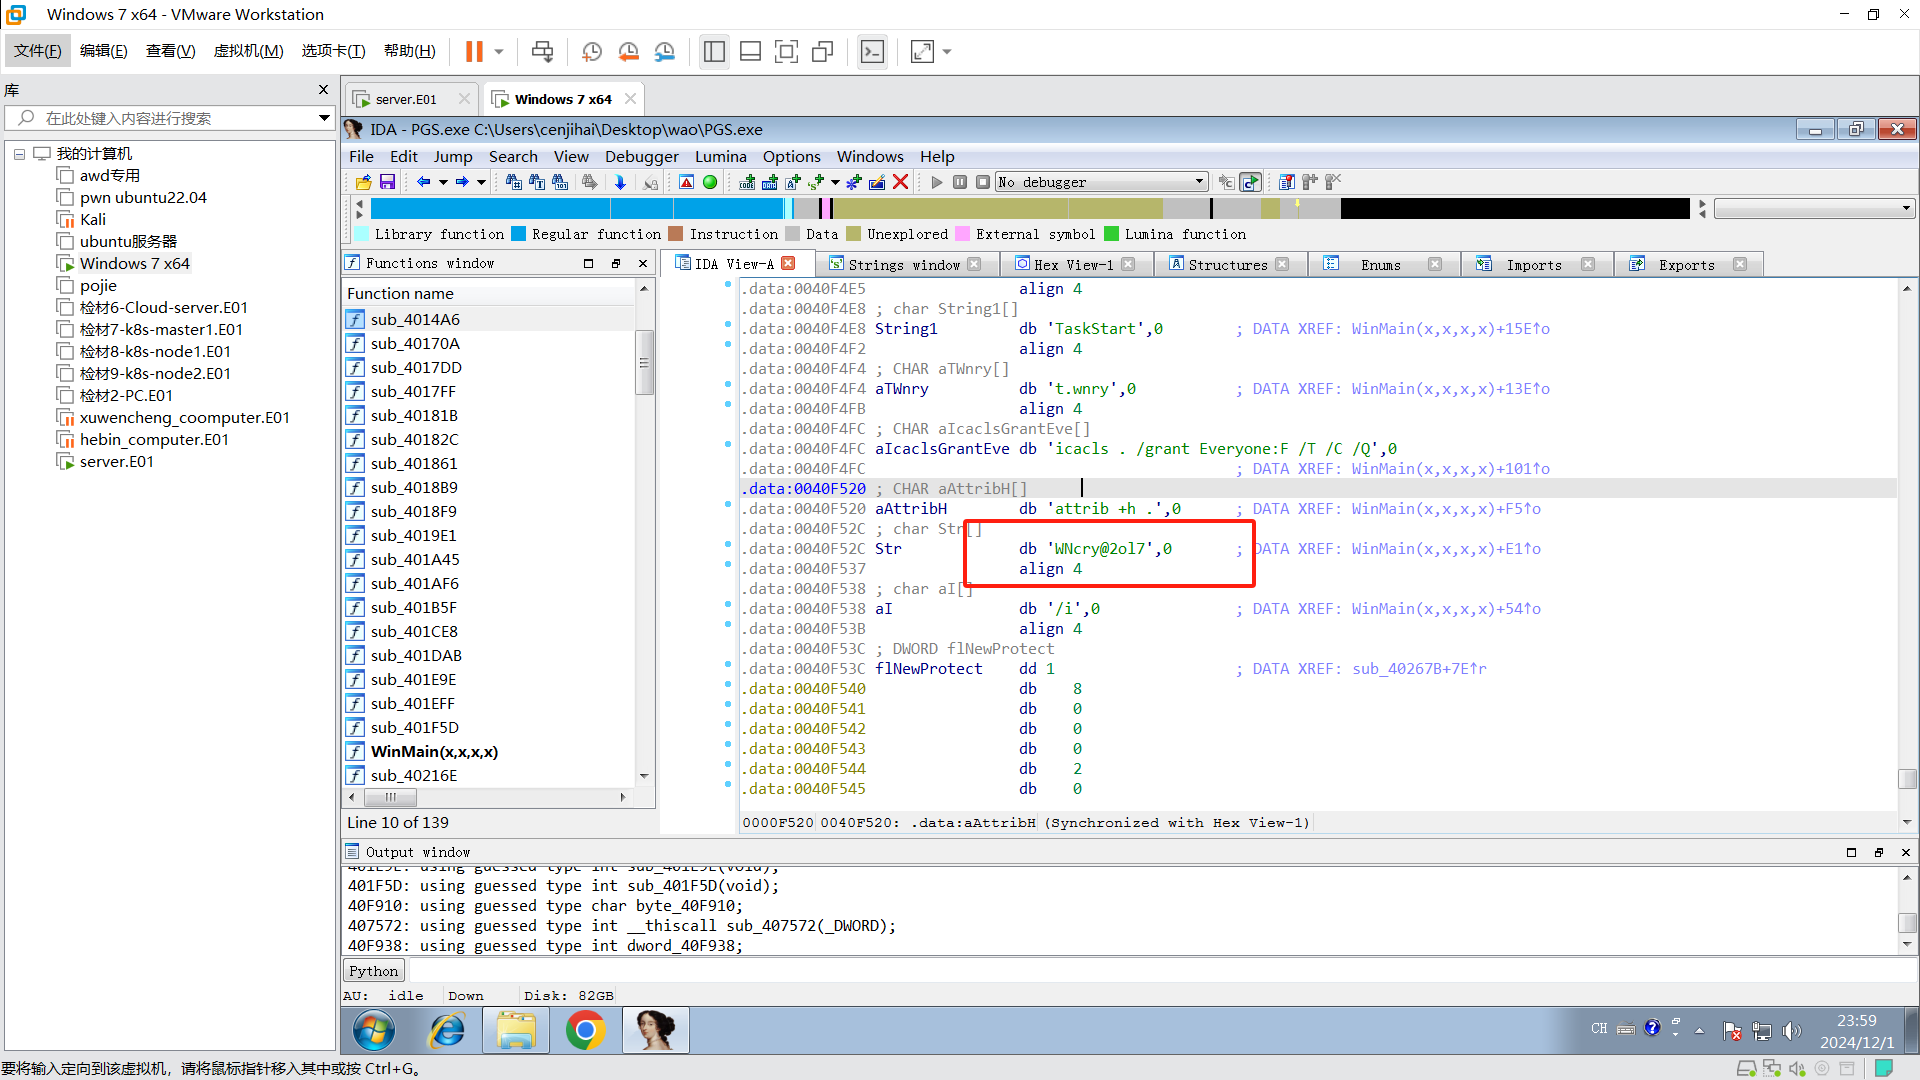 Windows 7 x64 - VMware Workstation
文件(F) 编辑(E) 查看(V) 虚拟机(M) 选项卡(T) 帮助(H)
库
在此处键入内容进行搜索
我的计算机
awd专用
pwn ubuntu22.04
Kali
ubuntu服务器
Windows 7 x64
pojie
检材6-Cloud-server.E01
检材7-k8s-master1.E01
检材8-k8s-node1.E01
检材9-k8s-node2.E01
检材2-PC.E01
xuwencheng_coomputer.E01
hebin_computer.E01
server.E01
server.E01 Windows 7 x64
IDA - PGS.exe C:\Users\cenjihai\Desktop\wao\PGS.exe
File Edit Jump Search View Debugger Lumina Options Windows Help
No debugger
Library function Regular function Instruction Data Unexplored External symbol Lumina function
Functions window
Function name
sub_4014A6
sub_40170A
sub_4017DD
sub_4017FF
sub_40181B
sub_40182C
sub_401861
sub_4018B9
sub_4018F9
sub_4019E1
sub_401A45
sub_401AF6
sub_401B5F
sub_401CE8
sub_401DAB
sub_401E9E
sub_401EFF
sub_401F5D
WinMain(x,x,x,x)
sub_40216E
Line 10 of 139
IDA View-A Strings window Hex View-1 Structures Enums Imports Exports
.data:0040F4E5 align 4
.data:0040F4E8 ; char String1[]
.data:0040F4E8 String1 db 'TaskStart',0 ; DATA XREF: WinMain(x,x,x,x)+15E↑o
.data:0040F4F2 align 4
.data:0040F4F4 ; CHAR aTWnry[]
.data:0040F4F4 aTWnry db 't.wnry',0 ; DATA XREF: WinMain(x,x,x,x)+13E↑o
.data:0040F4FB align 4
.data:0040F4FC ; CHAR aIcaclsGrantEve[]
.data:0040F4FC aIcaclsGrantEve db 'icacls . /grant Everyone:F /T /C /Q',0
.data:0040F4FC ; DATA XREF: WinMain(x,x,x,x)+101↑o
.data:0040F520 ; CHAR aAttribH[]
.data:0040F520 aAttribH db 'attrib +h .',0 ; DATA XREF: WinMain(x,x,x,x)+F5↑o
.data:0040F52C ; char Str[]
.data:0040F52C Str db 'WNcry@2ol7',0 ; DATA XREF: WinMain(x,x,x,x)+E1↑o
.data:0040F537 align 4
.data:0040F538 ; char aI[]
.data:0040F538 aI db '/i',0 ; DATA XREF: WinMain(x,x,x,x)+54↑o
.data:0040F53B align 4
.data:0040F53C ; DWORD flNewProtect
.data:0040F53C flNewProtect dd 1 ; DATA XREF: sub_40267B+7E↑r
.data:0040F540 db 8
.data:0040F541 db 0
.data:0040F542 db 0
.data:0040F543 db 0
.data:0040F544 db 2
.data:0040F545 db 0
0000F520 0040F520: .data:aAttribH (Synchronized with Hex View-1)
Output window
401E9E: using guessed type int sub_401E9E(void);
401F5D: using guessed type int sub_401F5D(void);
40F910: using guessed type char byte_40F910;
407572: using guessed type int __thiscall sub_407572(_DWORD);
40F938: using guessed type int dword_40F938;
Python
AU: idle Down Disk: 82GB
CH
23:59
2024/12/1
要将输入定向到该虚拟机，请将鼠标指针移入其中或按 Ctrl+G。